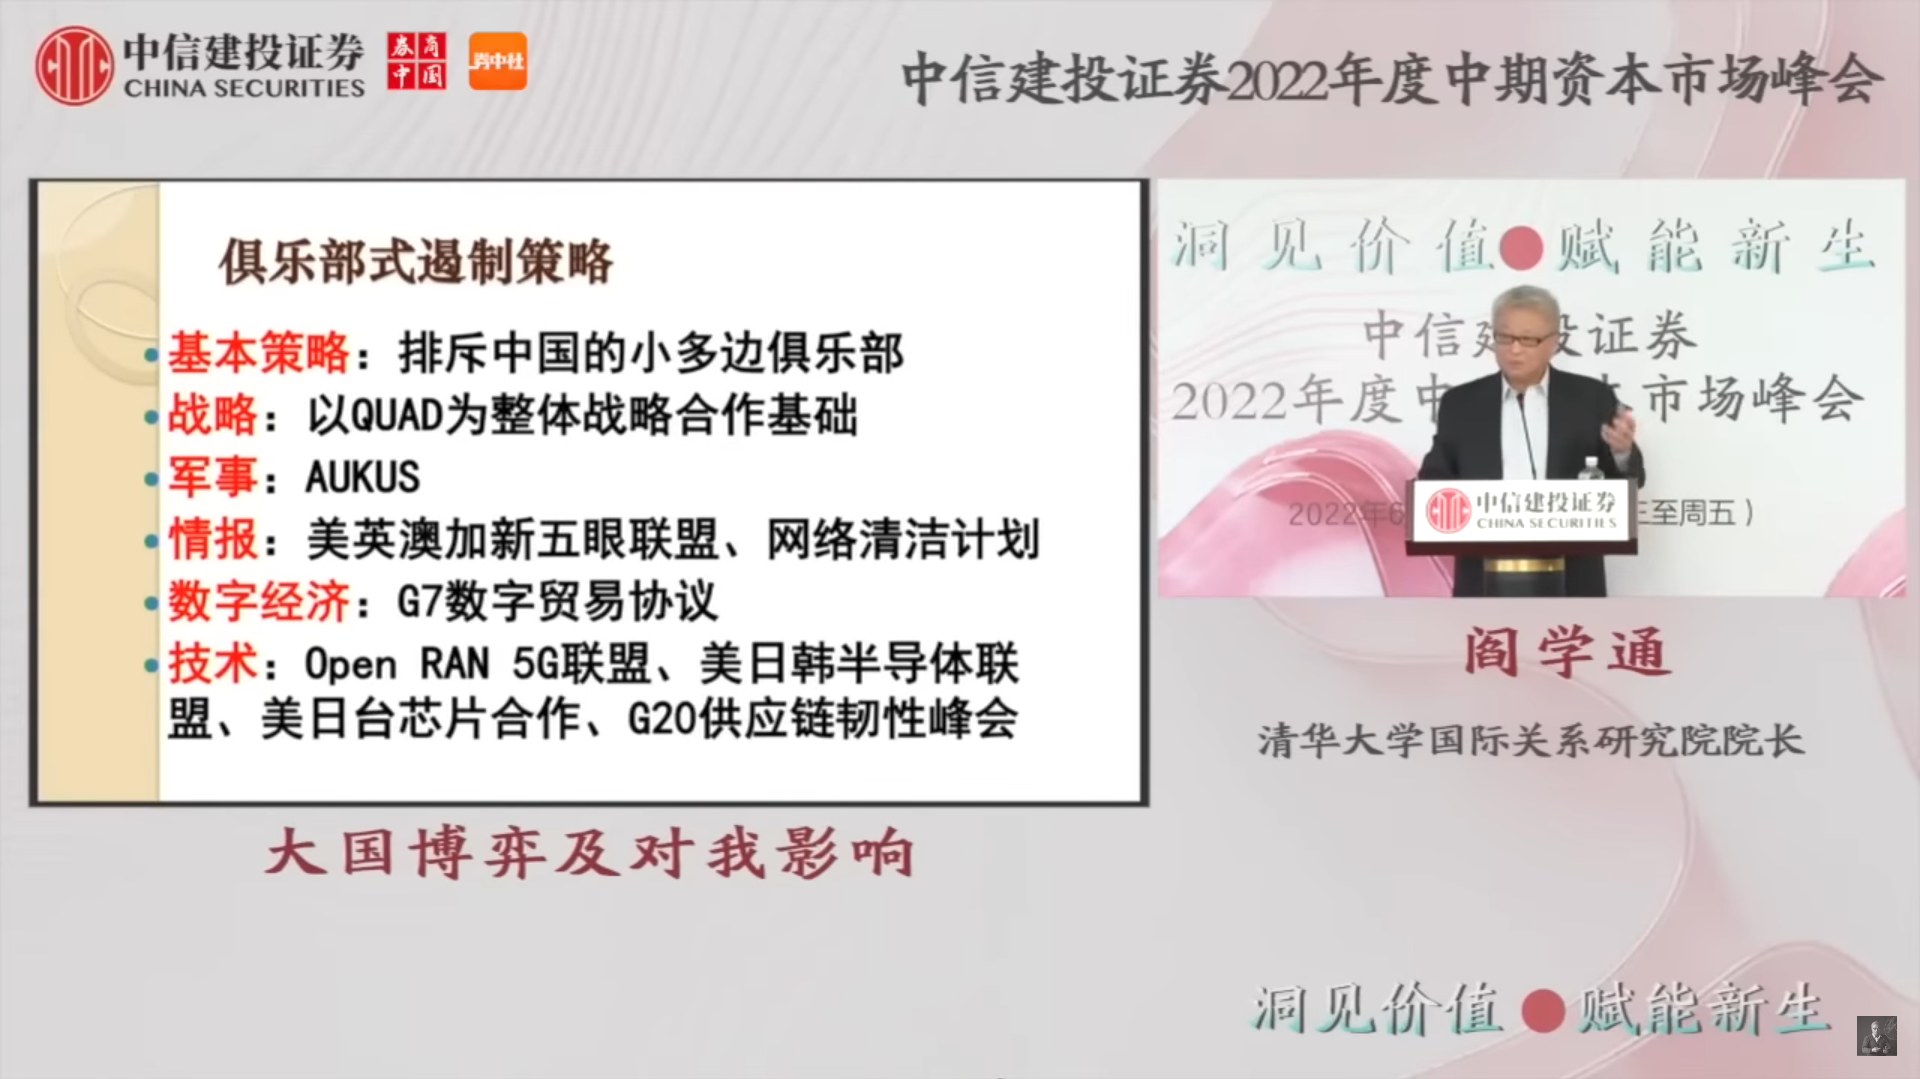 中信建投证券
CHINA SECURITIES
券商
中国
券中社
中信建投证券2022年度中期资本市场峰会
俱乐部式遏制策略
基本策略：排斥中国的小多边俱乐部
战略：以QUAD为整体战略合作基础
军事：AUKUS
情报：美英澳加新五眼联盟、网络清洁计划
数字经济：G7数字贸易协议
技术：Open RAN 5G联盟、美日韩半导体联
盟、美日台芯片合作、G20供应链韧性峰会
洞见价值●赋能新生
中信建投证券
2022年度中 本市场峰会
2022年6 至周五）
中信建投证券
CHINA SECURITIES
阎学通
清华大学国际关系研究院院长
大国博弈及对我影响
洞见价值●赋能新生